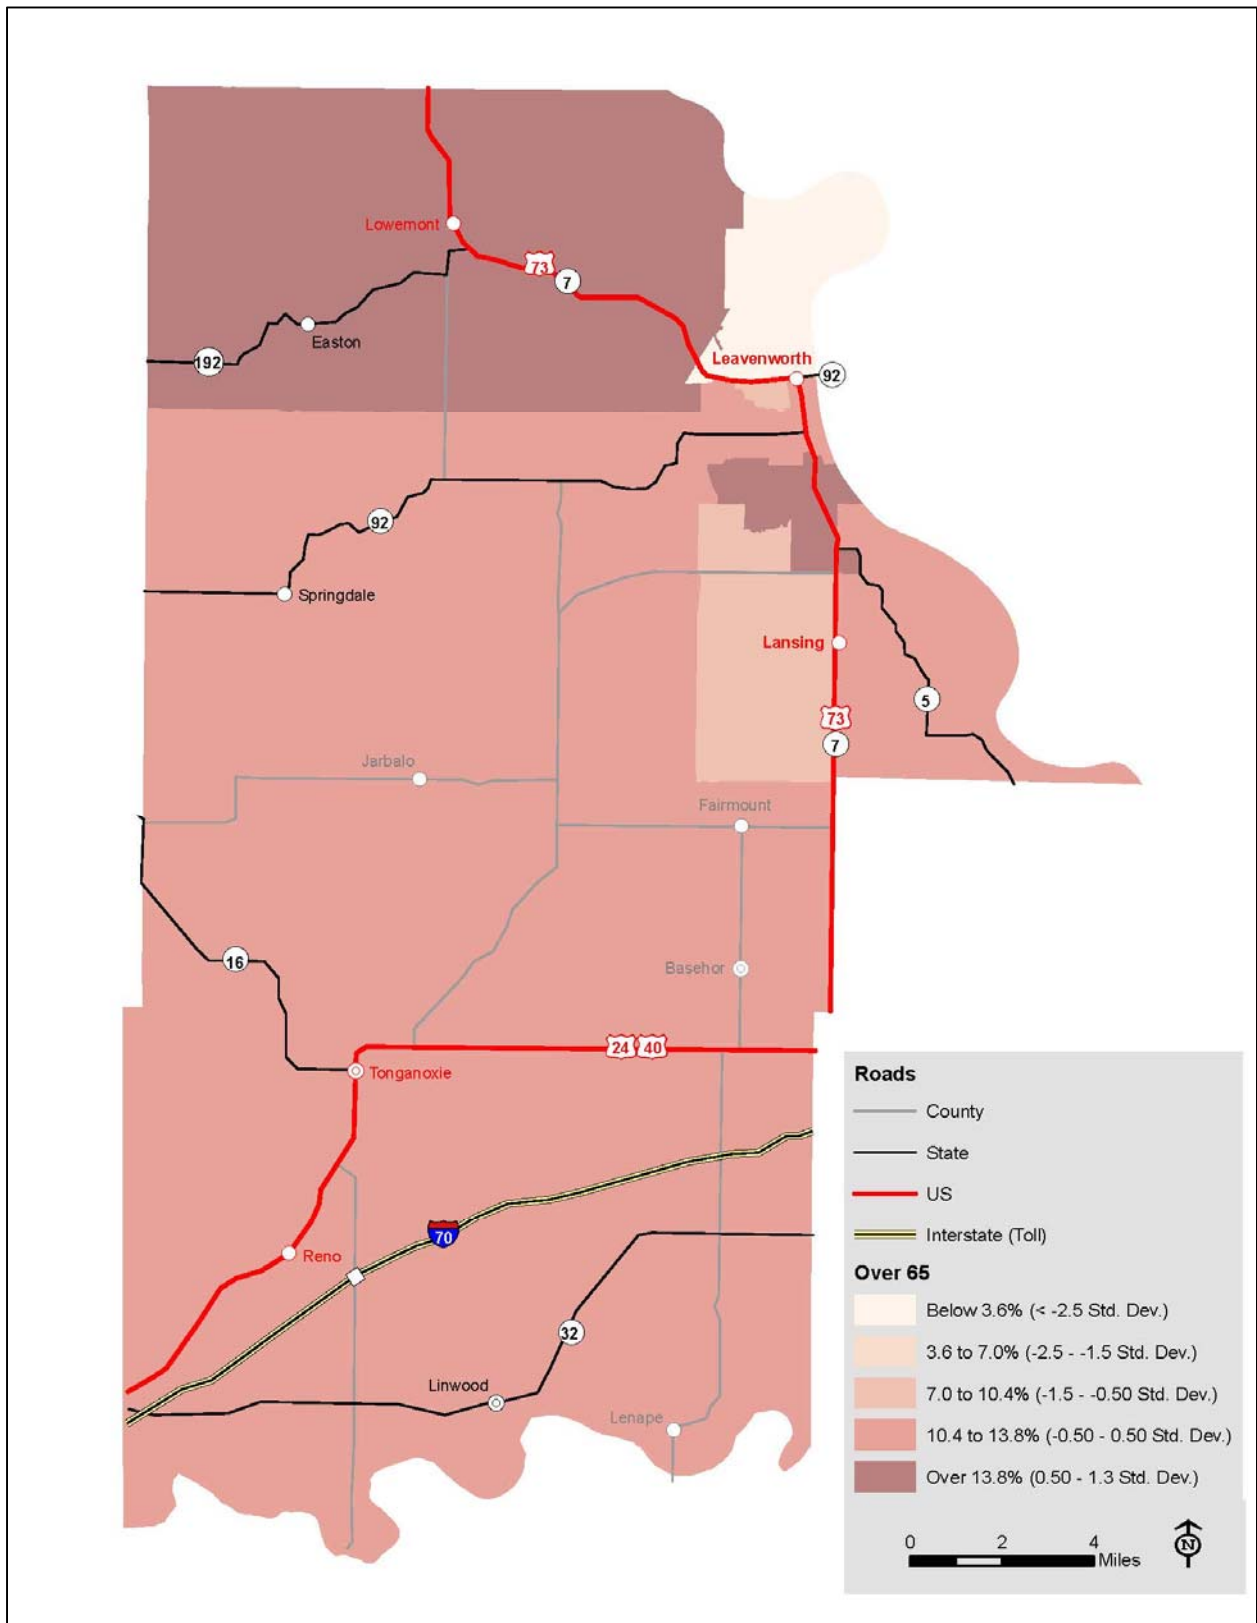 Lowemont
73
7
Easton
192
Leavenworth
92
92
Springdale
Lansing
5
73
7
Jarbalo
Fairmount
16
Basehor
24 40
Tonganoxie
Roads
County
State
US
Interstate (Toll)
70
Reno
32
Linwood
Lenape
Over 65
Below 3.6% (< -2.5 Std. Dev.)
3.6 to 7.0% (-2.5 - -1.5 Std. Dev.)
7.0 to 10.4% (-1.5 - -0.50 Std. Dev.)
10.4 to 13.8% (-0.50 - 0.50 Std. Dev.)
Over 13.8% (0.50 - 1.3 Std. Dev.)
0 2 4
Miles
N